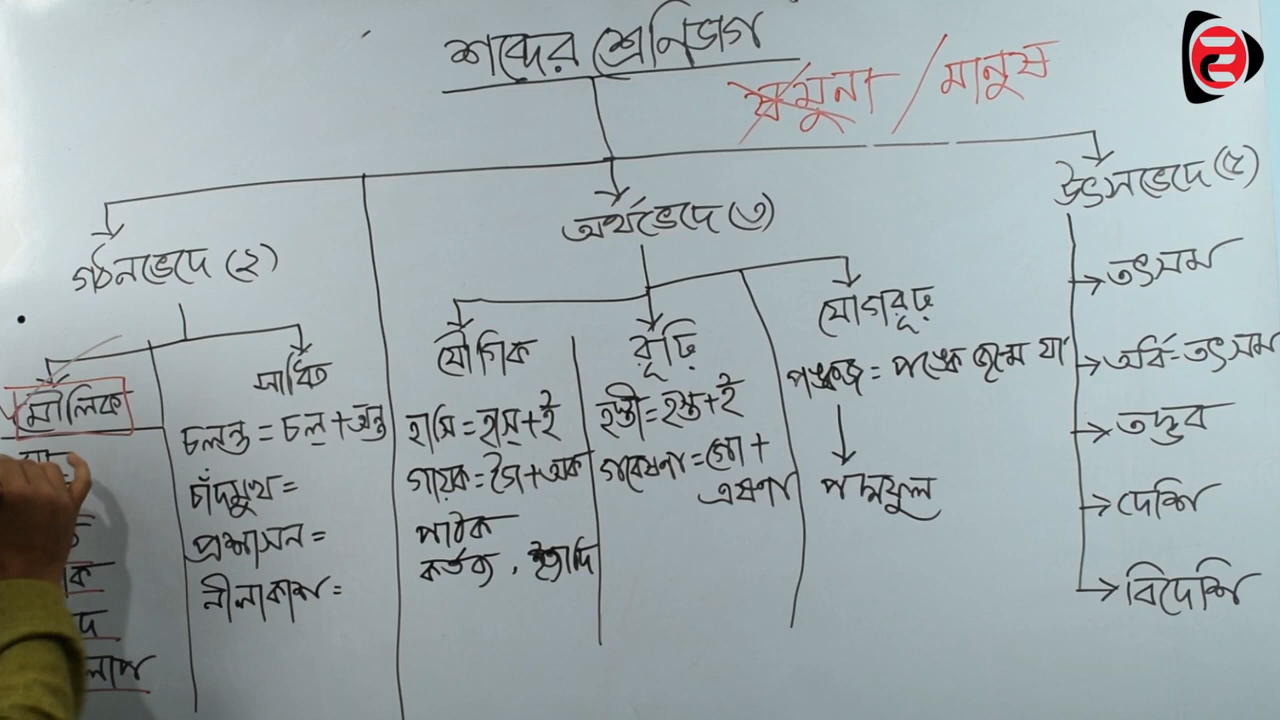 শব্দের শ্রেনিভাগ
যমুনা / মানুষ
গঠনভেদে (২)
অর্থভেদে (৩)
উৎসভেদে (৫)
মৌলিক
সাধিত
চলন্ত = চল্ + অন্ত
চাঁদমুখ =
প্রশাসন =
নীলাকাশ =
যৌগিক
হাসি = হাস্ + ই
গায়ক = গৈ + অক
পাঠক
কর্তব্য, ইত্যাদি
রূঢ়ি
হস্তী = হস্ত + ই
গবেষণা = গো +
এষণা
যোগরূঢ়
পঙ্কজ = পঙ্কে জন্মে যা
পদ্মফুল
তৎসম
অর্ধ-তৎসম
তদ্ভব
দেশি
বিদেশি